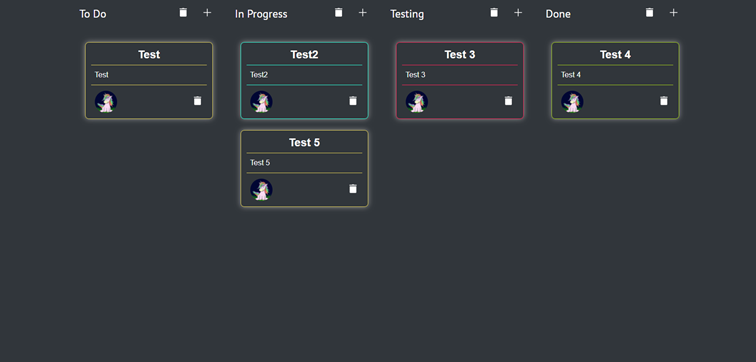 To Do
In Progress
Testing
Done
Test
Test
Test2
Test2
Test 3
Test 3
Test 4
Test 4
Test 5
Test 5